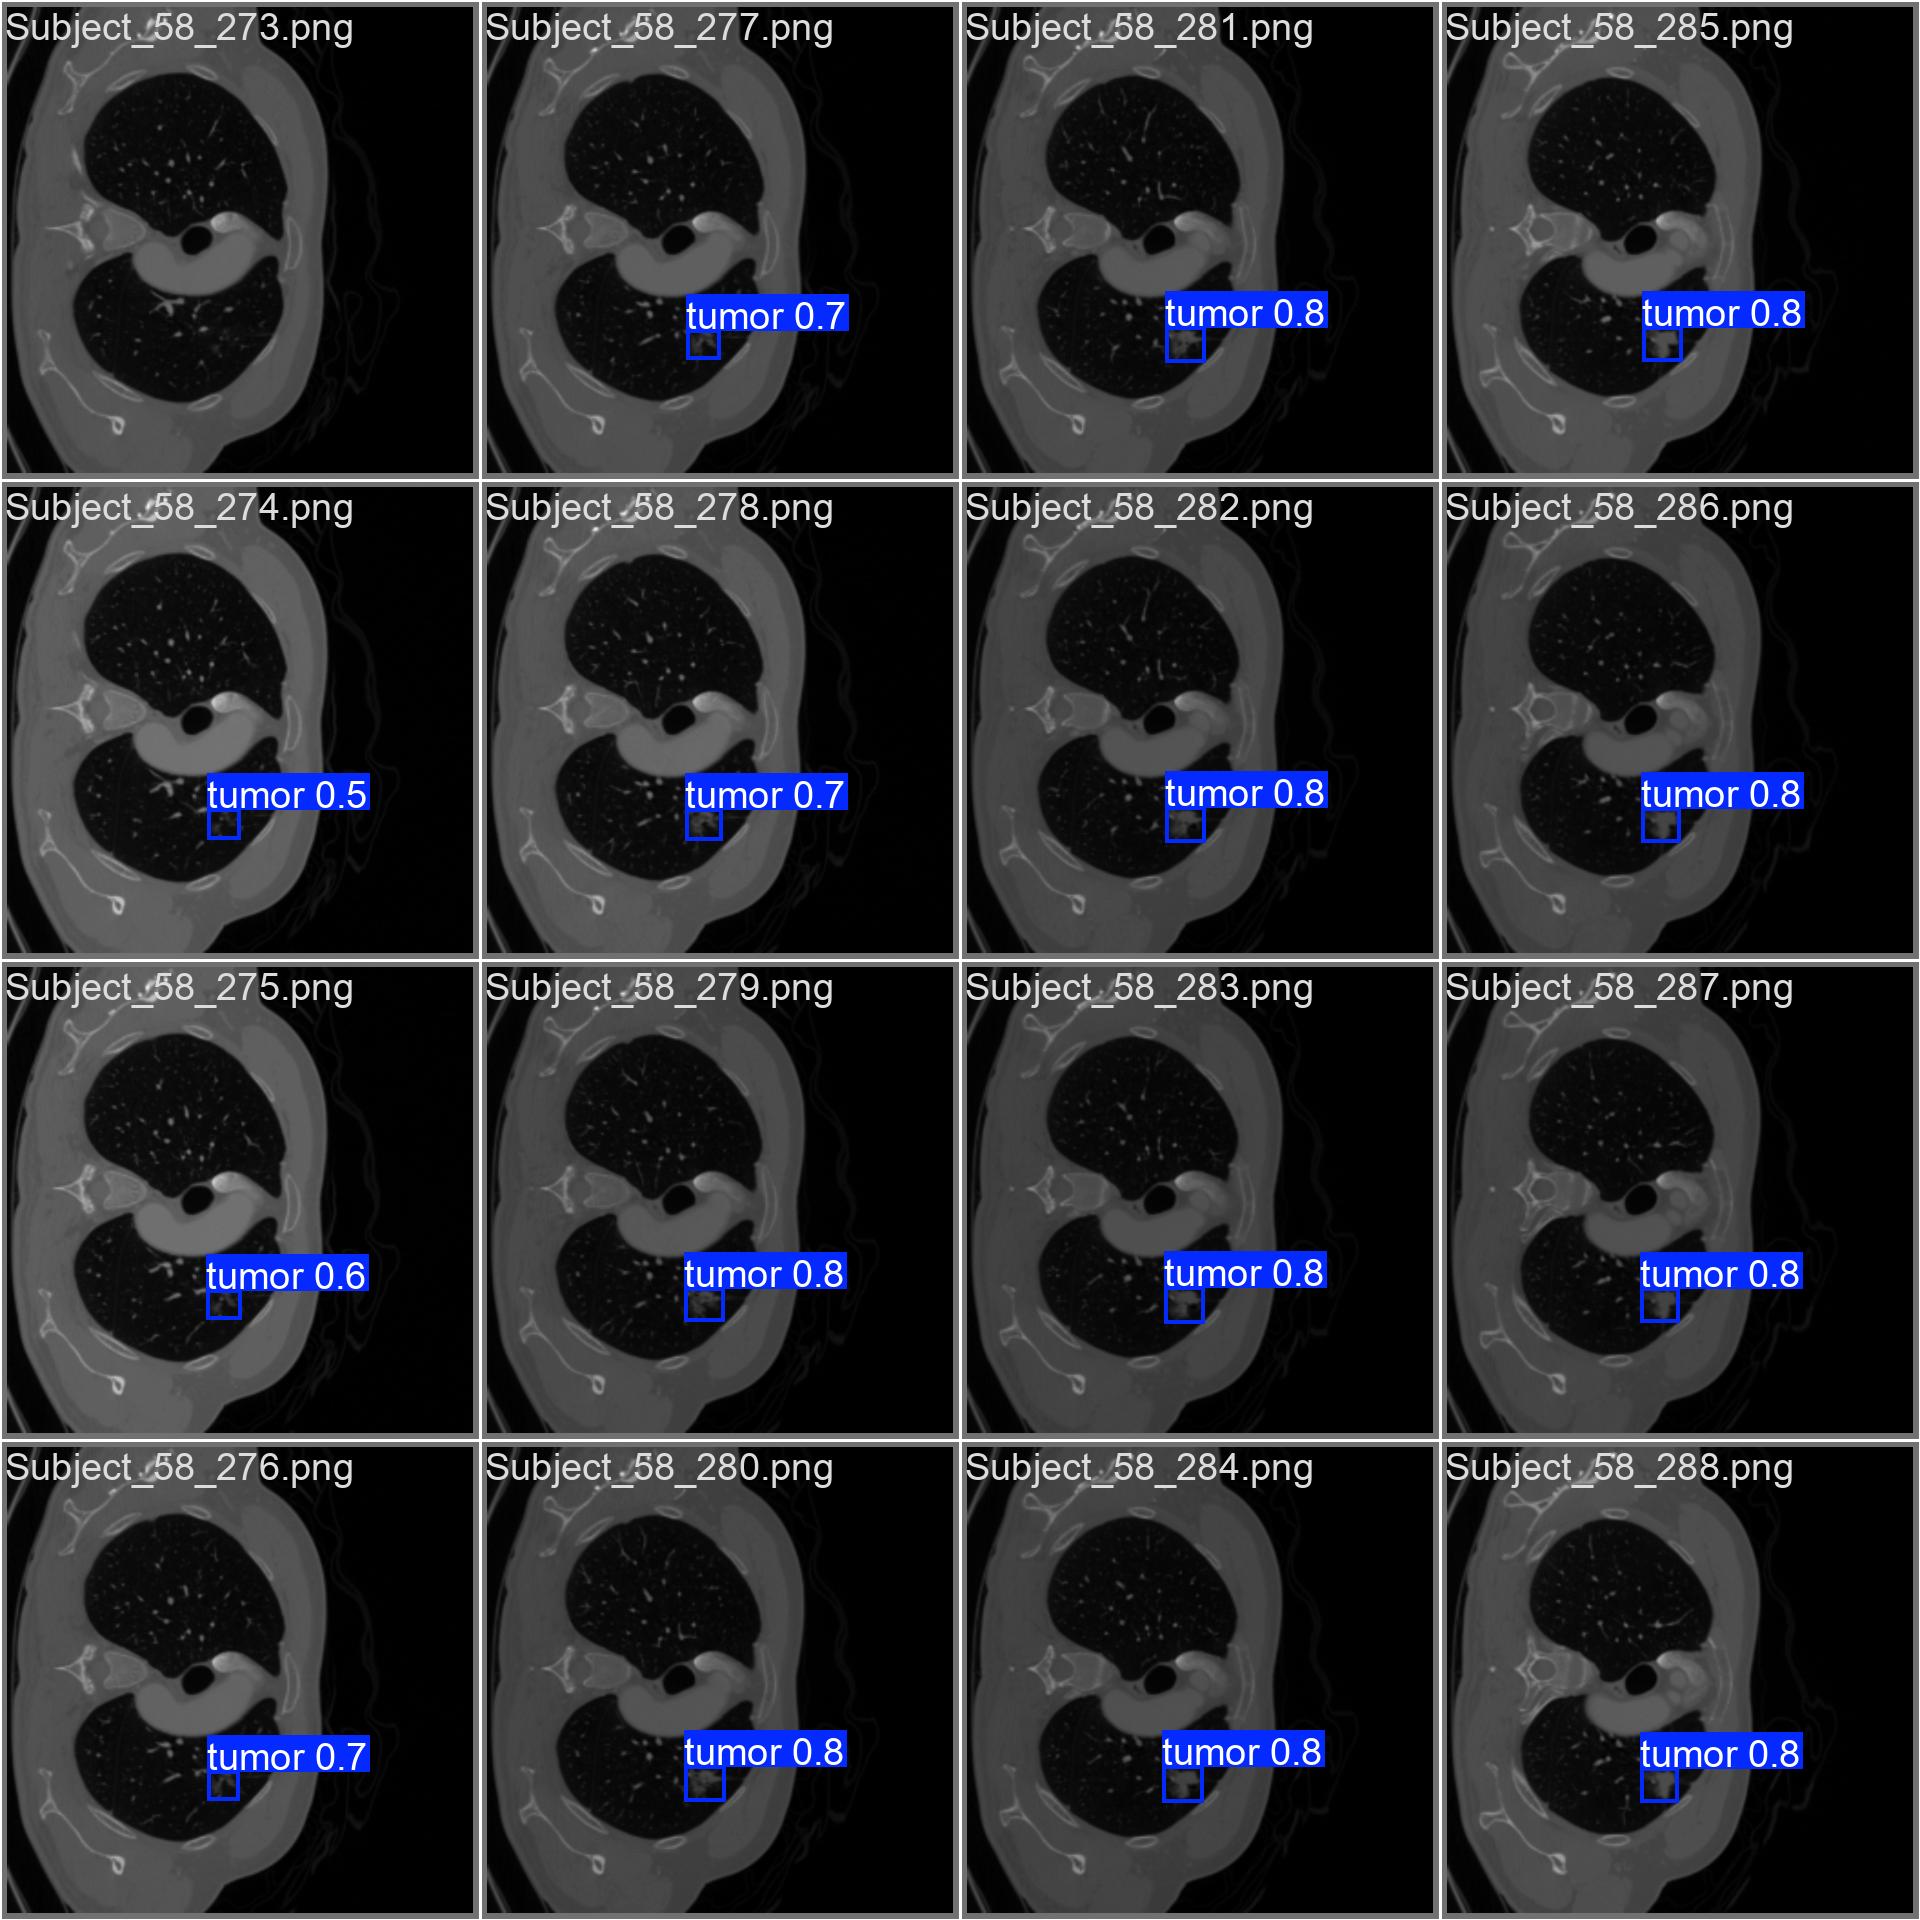 Subject_58_273.png
Subject_58_277.png
tumor 0.7
Subject_58_281.png
tumor 0.8
Subject_58_285.png
tumor 0.8
Subject_58_274.png
tumor 0.5
Subject_58_278.png
tumor 0.7
Subject_58_282.png
tumor 0.8
Subject_58_286.png
tumor 0.8
Subject_58_275.png
tumor 0.6
Subject_58_279.png
tumor 0.8
Subject_58_283.png
tumor 0.8
Subject_58_287.png
tumor 0.8
Subject_58_276.png
tumor 0.7
Subject_58_280.png
tumor 0.8
Subject_58_284.png
tumor 0.8
Subject_58_288.png
tumor 0.8